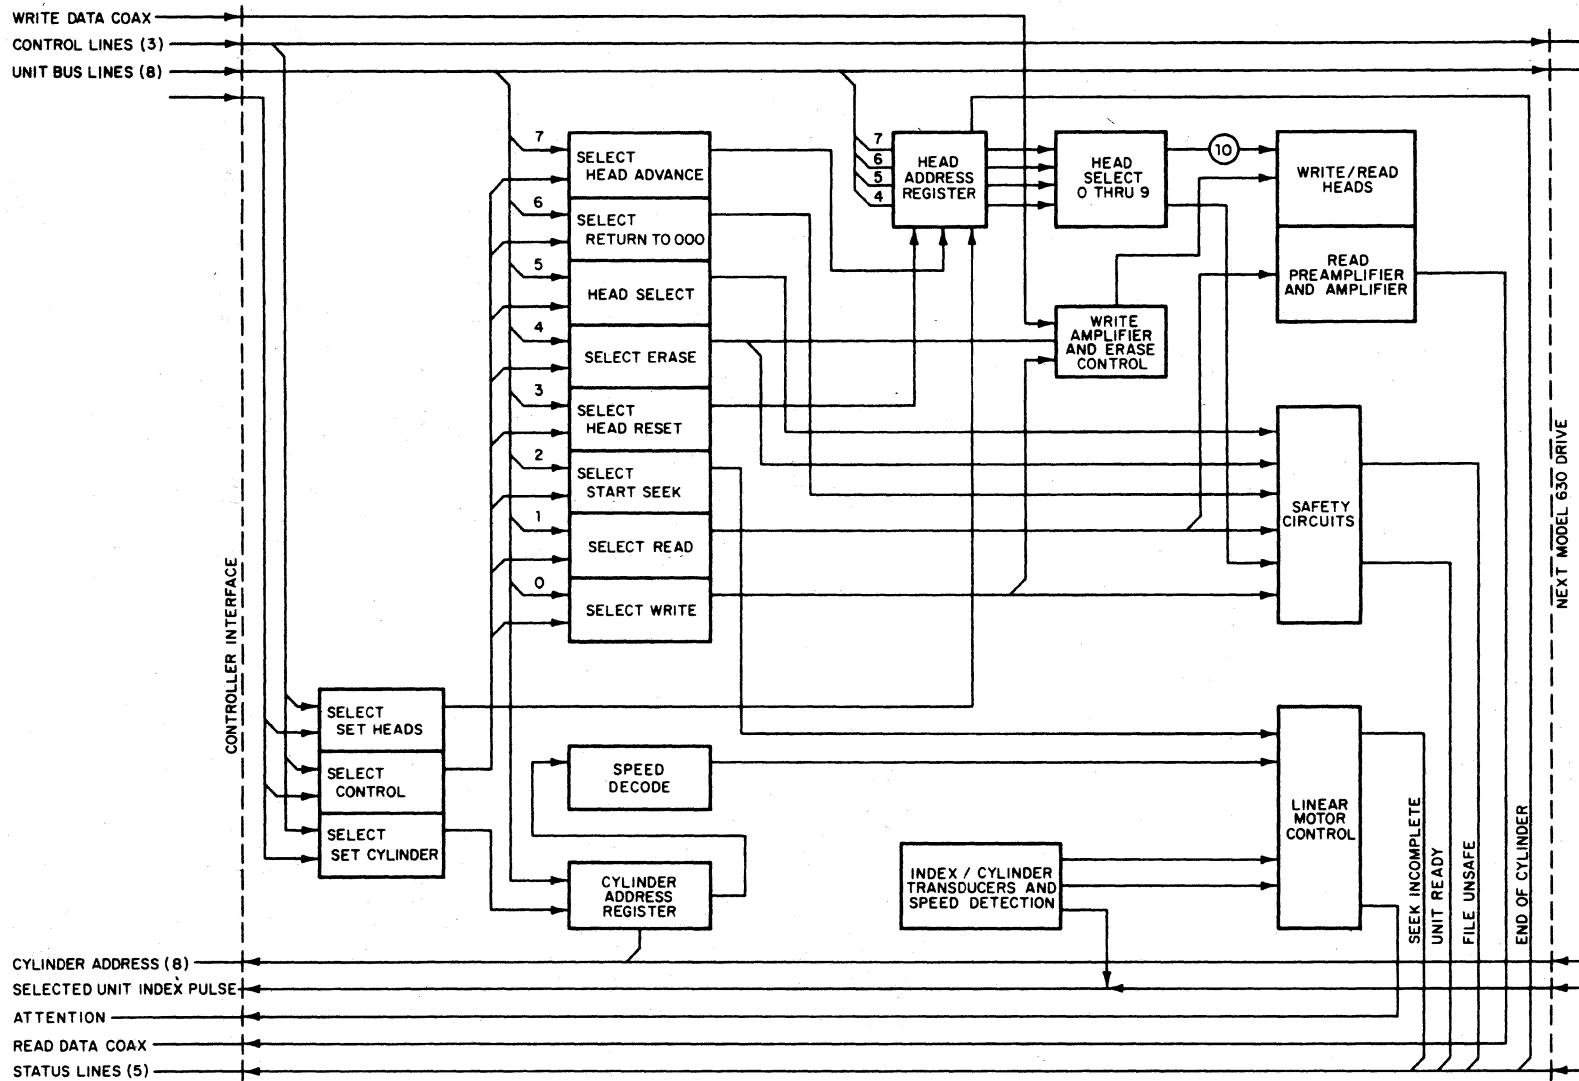 WRITE DATA COAX
CONTROL LINES (3)
UNIT BUS LINES (8)
CONTROLLER INTERFACE
7
SELECT
HEAD ADVANCE
6
SELECT
RETURN TO 000
5
HEAD SELECT
4
SELECT ERASE
3
SELECT
HEAD RESET
2
SELECT
START SEEK
1
SELECT READ
0
SELECT WRITE
7
6
5
4
HEAD
ADDRESS
REGISTER
HEAD
SELECT
0 THRU 9
10
WRITE/READ
HEADS
READ
PREAMPLIFIER
AND AMPLIFIER
WRITE
AMPLIFIER
AND ERASE
CONTROL
SAFETY
CIRCUITS
NEXT MODEL 630 DRIVE
SELECT
SET HEADS
SELECT
CONTROL
SELECT
SET CYLINDER
SPEED
DECODE
CYLINDER
ADDRESS
REGISTER
INDEX / CYLINDER
TRANSDUCERS AND
SPEED DETECTION
LINEAR
MOTOR
CONTROL
SEEK INCOMPLETE
UNIT READY
FILE UNSAFE
END OF CYLINDER
CYLINDER ADDRESS (8)
SELECTED UNIT INDEX PULSE
ATTENTION
READ DATA COAX
STATUS LINES (5)